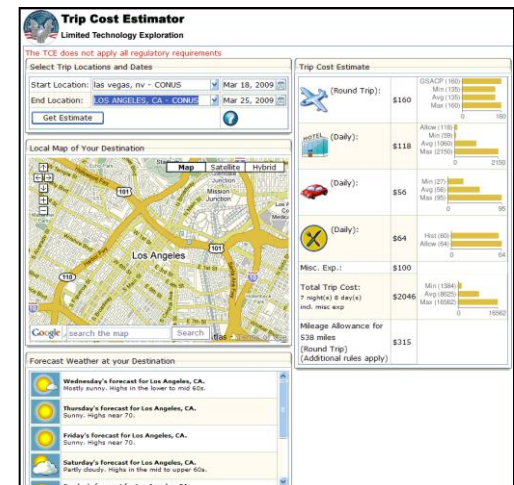 Trip Cost Estimator
Limited Technology Exploration
The TCE does not apply all regulatory requirements
Select Trip Locations and Dates
Start Location: las vegas, nv - CONUS Mar 18, 2009
End Location: LOS ANGELES, CA - CONUS Mar 25, 2009
Get Estimate
Local Map of Your Destination
Map Satellite Hybrid
Glendale
Junction
Mission
Junction
101
Los Angeles
101
110
Google search the map Search
Forecast Weather at your Destination
Wednesday's forecast for Los Angeles, CA.
Mostly sunny. Highs in the lower to mid 60s.
Thursday's forecast for Los Angeles, CA.
Sunny. Highs near 70.
Friday's forecast for Los Angeles, CA.
Sunny. Highs near 70.
Saturday's forecast for Los Angeles, CA.
Partly cloudy. Highs in the mid to upper 60s.
Trip Cost Estimate
(Round Trip): $160
GSACP (160)
Min (135)
Avg (135)
Max (160)
0 160
HOTEL (Daily): $118
Allow (118)
Min (59)
Avg (1060)
Max (2150)
0 2150
(Daily): $56
Min (27)
Avg (56)
Max (95)
0 95
(Daily): $64
Hist (60)
Allow (64)
0 64
Misc. Exp.: $100
Total Trip Cost:
7 night(s) 8 day(s)
incl. misc exp
$2046
Min (1384)
Avg (8625)
Max (16562)
0 16562
Mileage Allowance for
538 miles
(Round Trip)
(Additional rules apply)
$315